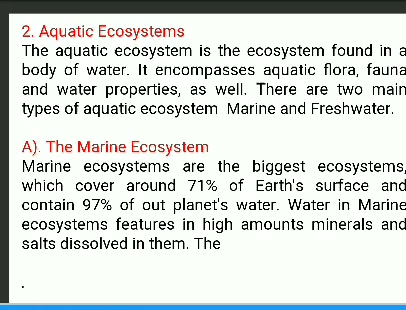 2. Aquatic Ecosystems
The aquatic ecosystem is the ecosystem found in a
body of water. It encompasses aquatic flora, fauna
and water properties, as well. There are two main
types of aquatic ecosystem Marine and Freshwater.
A). The Marine Ecosystem
Marine ecosystems are the biggest ecosystems,
which cover around 71% of Earth's surface and
contain 97% of out planet's water. Water in Marine
ecosystems features in high amounts minerals and
salts dissolved in them. The
.